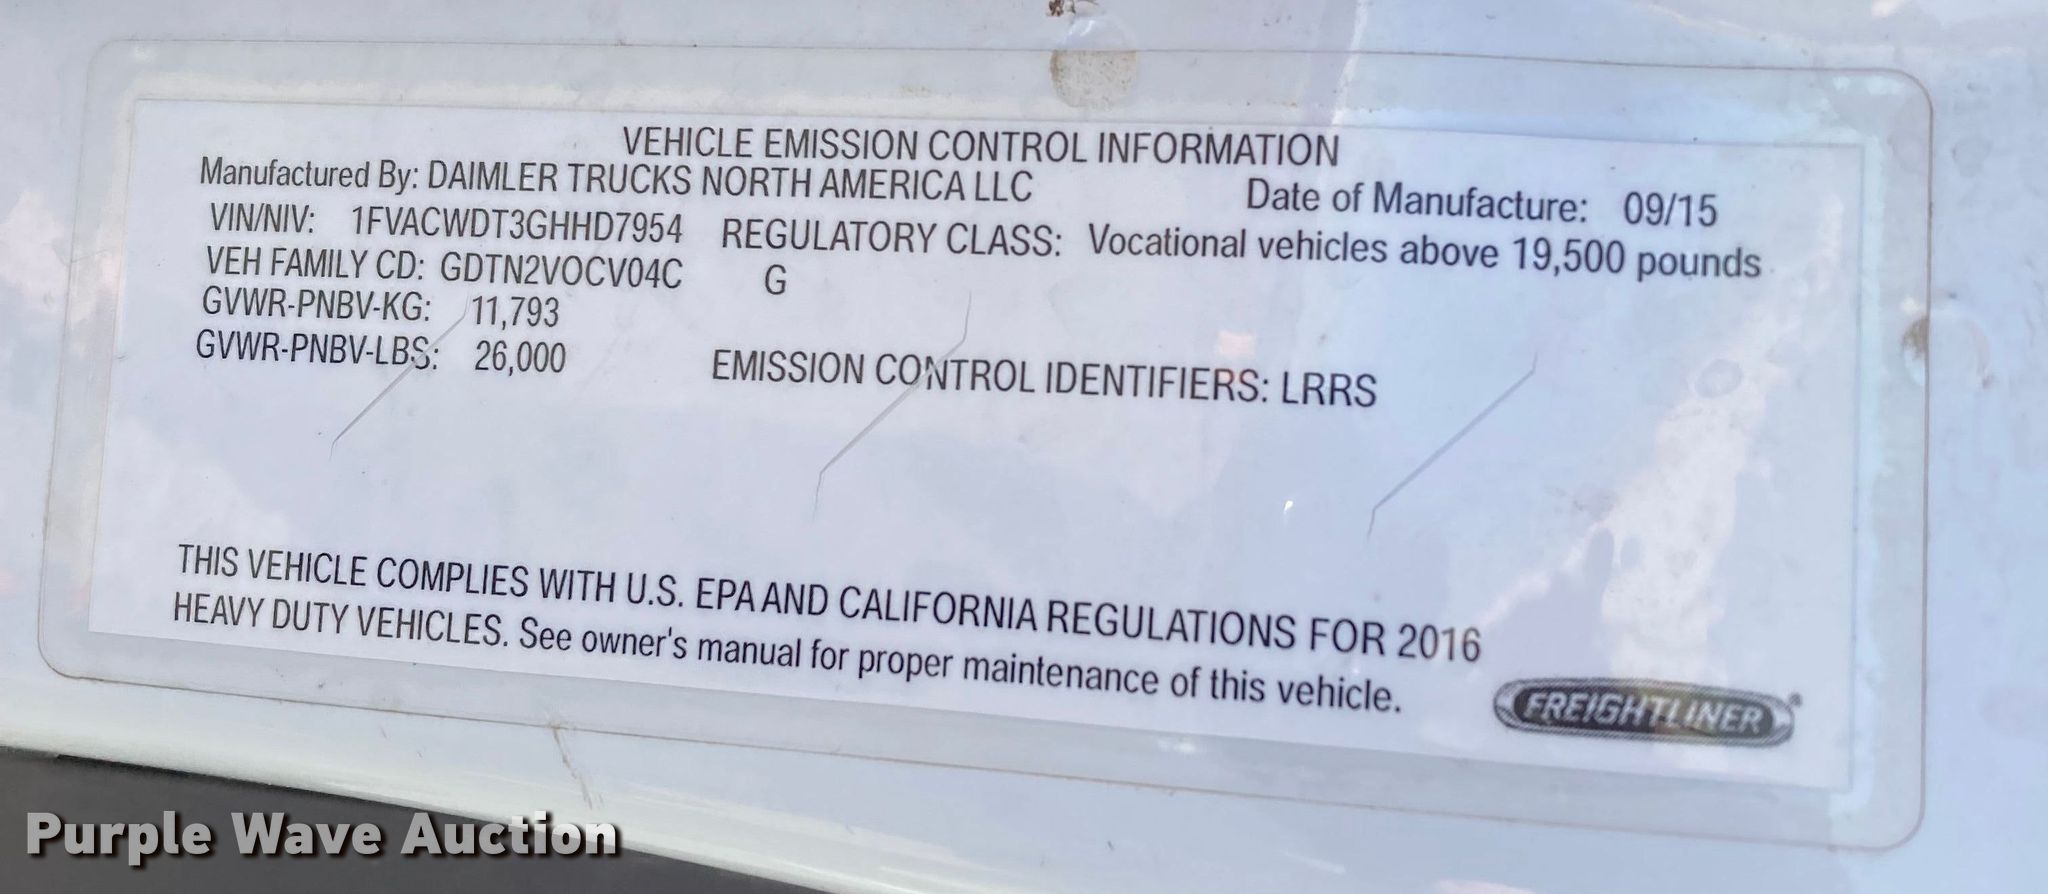 VEHICLE EMISSION CONTROL INFORMATION
Manufactured By: DAIMLER TRUCKS NORTH AMERICA LLC Date of Manufacture: 09/15
VIN/NIV: 1FVACWDT3GHHD7954 REGULATORY CLASS: Vocational vehicles above 19,500 pounds
VEH FAMILY CD: GDTN2VOCV04C G
GVWR-PNBV-KG: 11,793
GVWR-PNBV-LBS: 26,000 EMISSION CONTROL IDENTIFIERS: LRRS
THIS VEHICLE COMPLIES WITH U.S. EPA AND CALIFORNIA REGULATIONS FOR 2016
HEAVY DUTY VEHICLES. See owner's manual for proper maintenance of this vehicle.
FREIGHTLINER
Purple Wave Auction